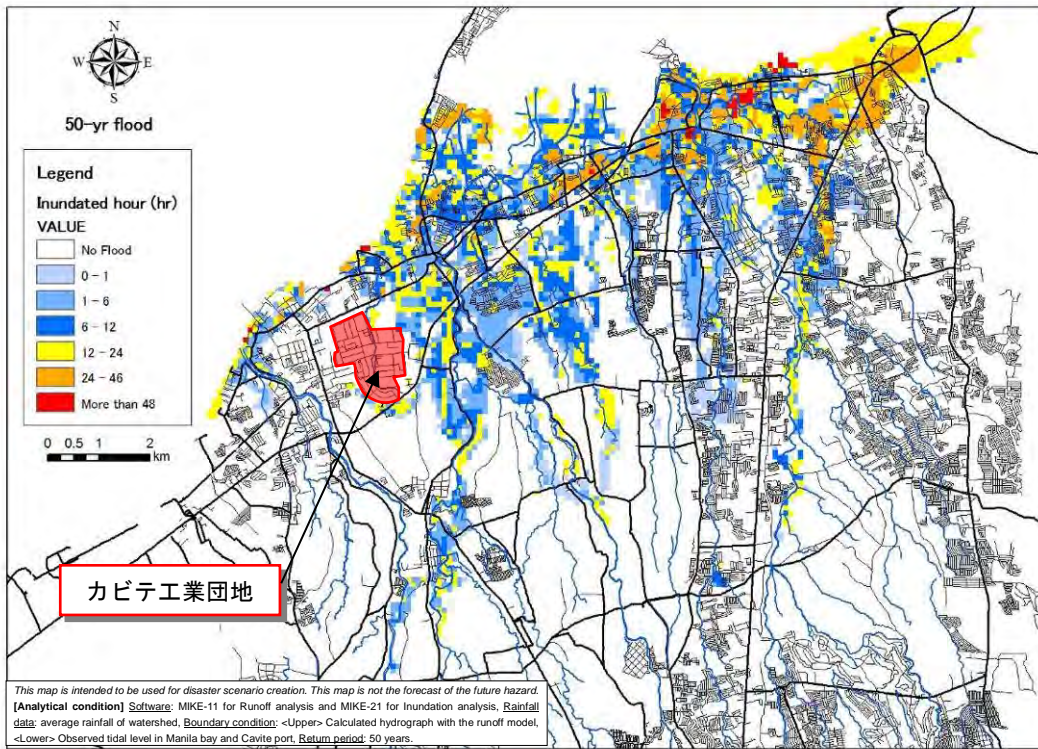 N
W E
S
50-yr flood
Legend
Inundated hour (hr)
VALUE
No Flood
0 - 1
1 - 6
6 - 12
12 - 24
24 - 46
More than 48
0 0.5 1 2
km
カビテ工業団地
This map is intended to be used for disaster scenario creation. This map is not the forecast of the future hazard.
[Analytical condition] Software: MIKE-11 for Runoff analysis and MIKE-21 for Inundation analysis, Rainfall
data: average rainfall of watershed, Boundary condition: <Upper> Calculated hydrograph with the runoff model,
<Lower> Observed tidal level in Manila bay and Cavite port, Return period: 50 years.